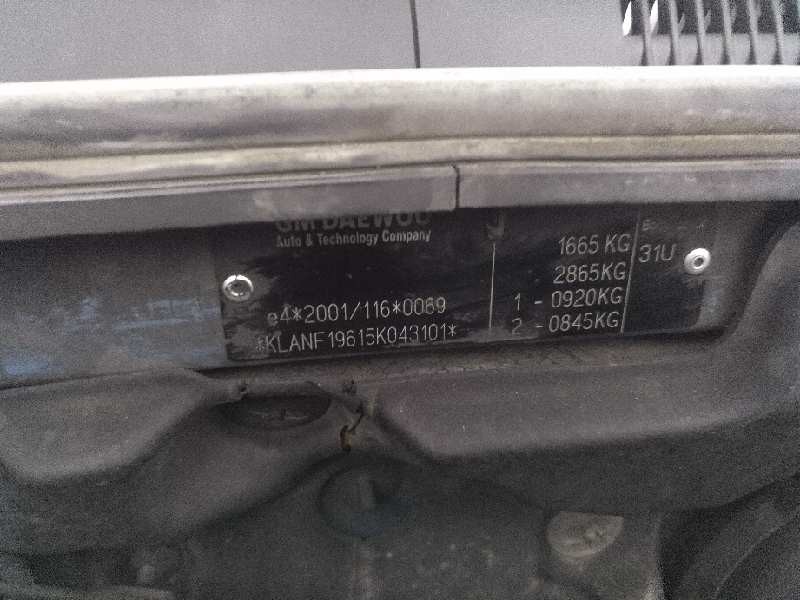 GM DAEWOO
Auto & Technology Company
e4*2001/116*0089
*KLANF19615K043101*
1665 KG
2865KG
1 - 0920KG
2 - 0845KG
31U